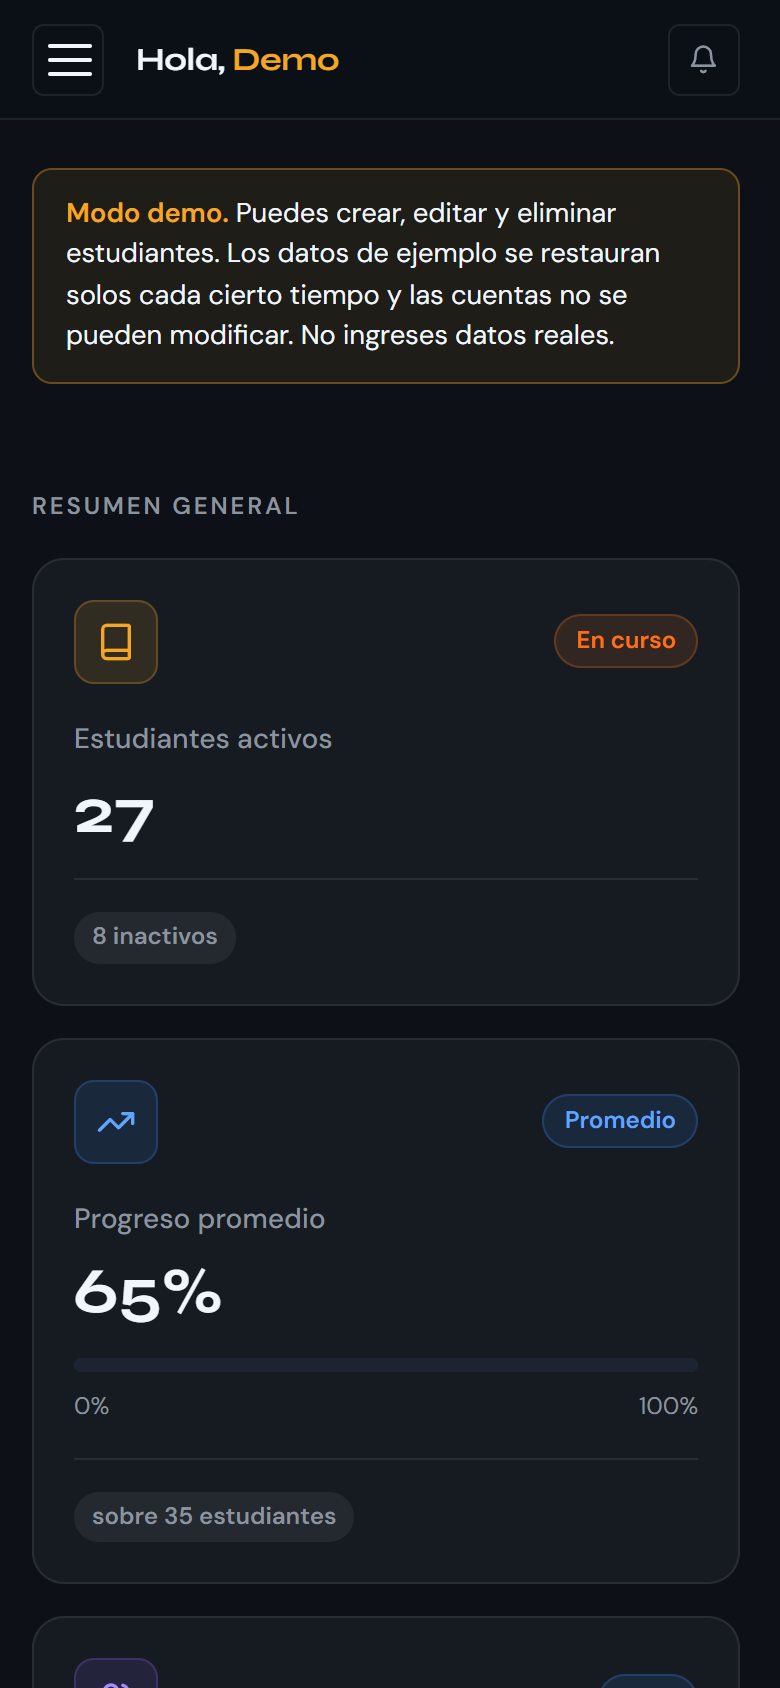 Hola, Demo
Modo demo. Puedes crear, editar y eliminar
estudiantes. Los datos de ejemplo se restauran
solos cada cierto tiempo y las cuentas no se
pueden modificar. No ingreses datos reales.
RESUMEN GENERAL
En curso
Estudiantes activos
27
8 inactivos
Promedio
Progreso promedio
65%
0% 100%
sobre 35 estudiantes